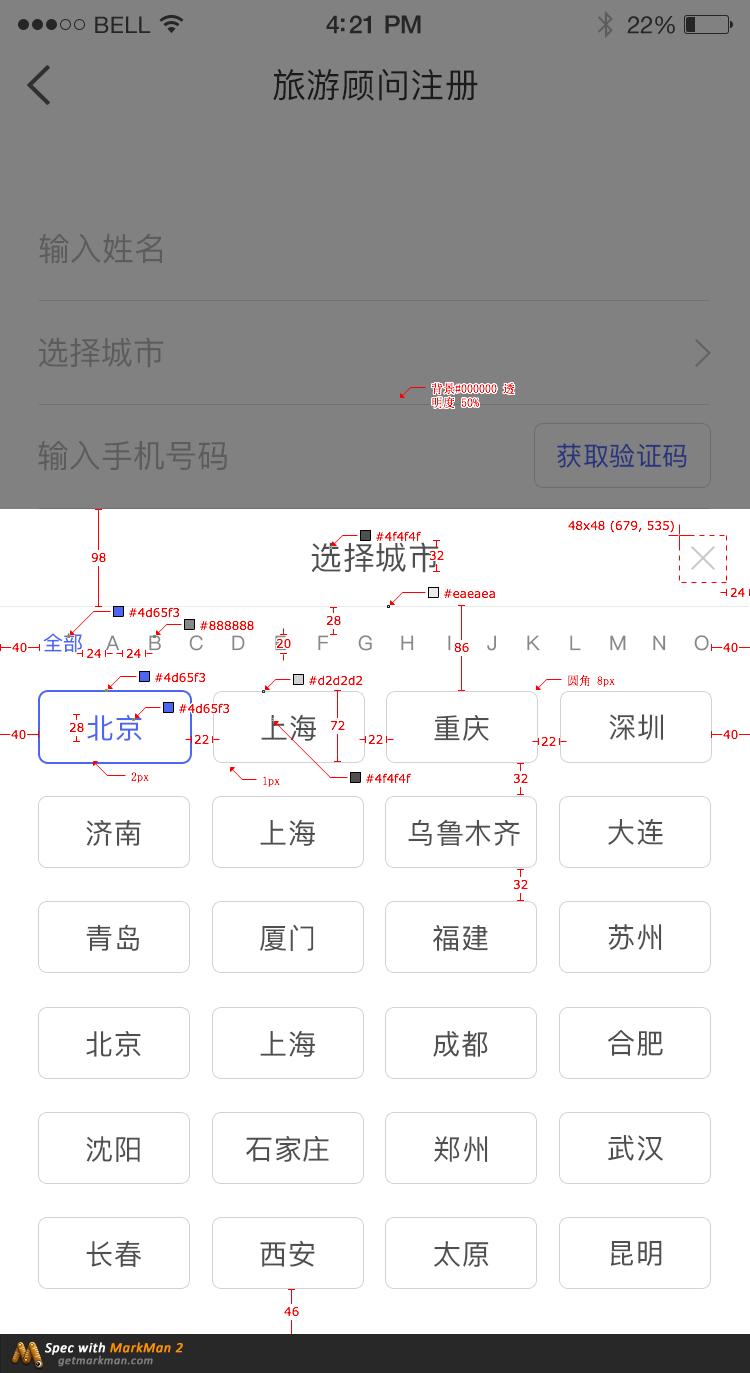 BELL 4:21 PM 22%
旅游顾问注册
输入姓名
选择城市
背景#000000 透
明度 50%
输入手机号码 获取验证码
48x48 (679, 535)
#4f4f4f
98 选择城市 32
24
#eaeaea
#4d65f3 #888888 28
40 全部 A B C D E F G H I J K L M N O 40
24 24 20 86
#4d65f3 #d2d2d2 圆角 8px
#4d65f3
40 28 北京 22 上海 72 22 重庆 22 深圳 40
2px 1px #4f4f4f 32
济南 上海 乌鲁木齐 大连
32
青岛 厦门 福建 苏州
北京 上海 成都 合肥
沈阳 石家庄 郑州 武汉
长春 西安 太原 昆明
46
Spec with MarkMan 2
getmarkman.com